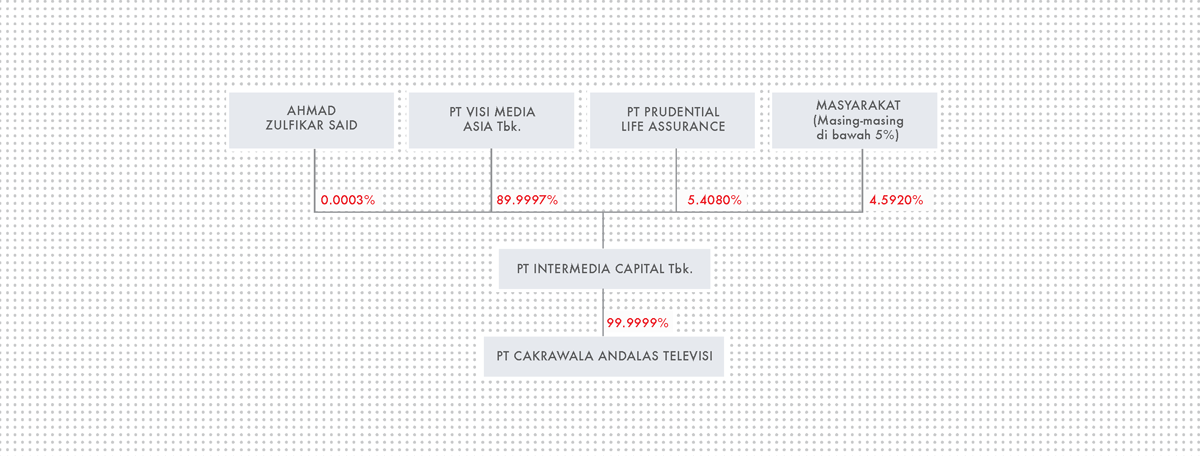 AHMAD
ZULFIKAR SAID
PT VISI MEDIA
ASIA Tbk.
PT PRUDENTIAL
LIFE ASSURANCE
MASYARAKAT
(Masing-masing
di bawah 5%)
0.0003%
89.9997%
5.4080%
4.5920%
PT INTERMEDIA CAPITAL Tbk.
99.9999%
PT CAKRAWALA ANDALAS TELEVISI